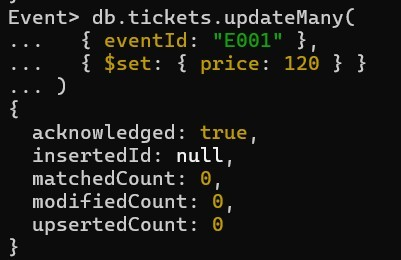 Event> db.tickets.updateMany(
...   { eventId: "E001" },
...   { $set: { price: 120 } }
... )
{
  acknowledged: true,
  insertedId: null,
  matchedCount: 0,
  modifiedCount: 0,
  upsertedCount: 0
}